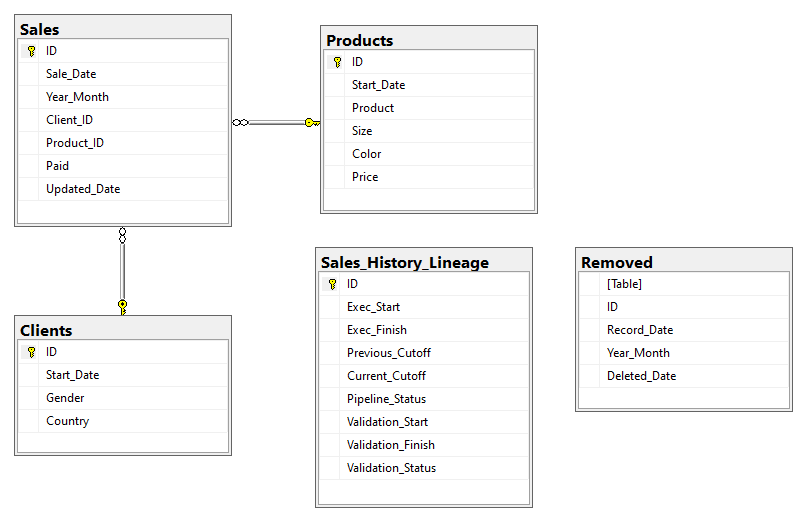 Sales
ID
Sale_Date
Year_Month
Client_ID
Product_ID
Paid
Updated_Date
Products
ID
Start_Date
Product
Size
Color
Price
Clients
ID
Start_Date
Gender
Country
Sales_History_Lineage
ID
Exec_Start
Exec_Finish
Previous_Cutoff
Current_Cutoff
Pipeline_Status
Validation_Start
Validation_Finish
Validation_Status
Removed
[Table]
ID
Record_Date
Year_Month
Deleted_Date